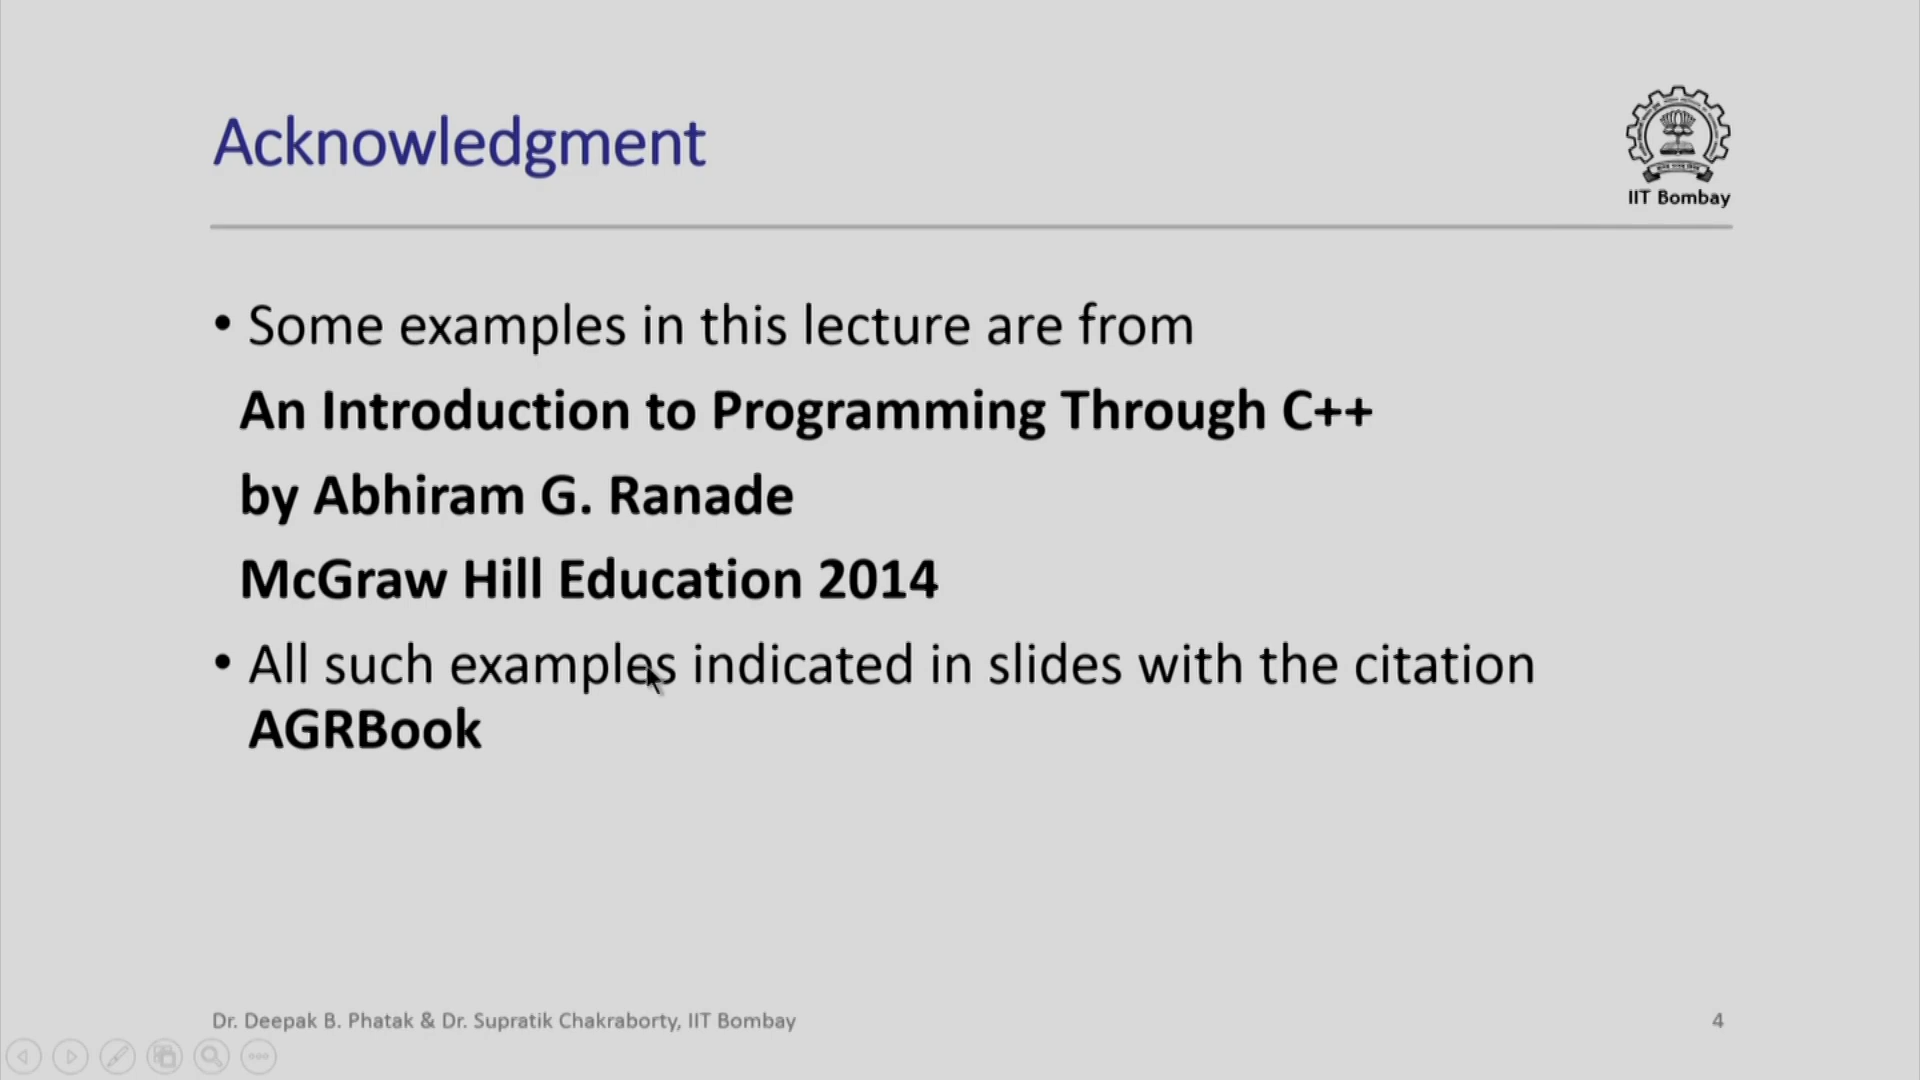 Acknowledgment
IIT Bombay
• Some examples in this lecture are from
An Introduction to Programming Through C++
by Abhiram G. Ranade
McGraw Hill Education 2014
• All such examples indicated in slides with the citation
AGRBook
Dr. Deepak B. Phatak & Dr. Supratik Chakraborty, IIT Bombay
4